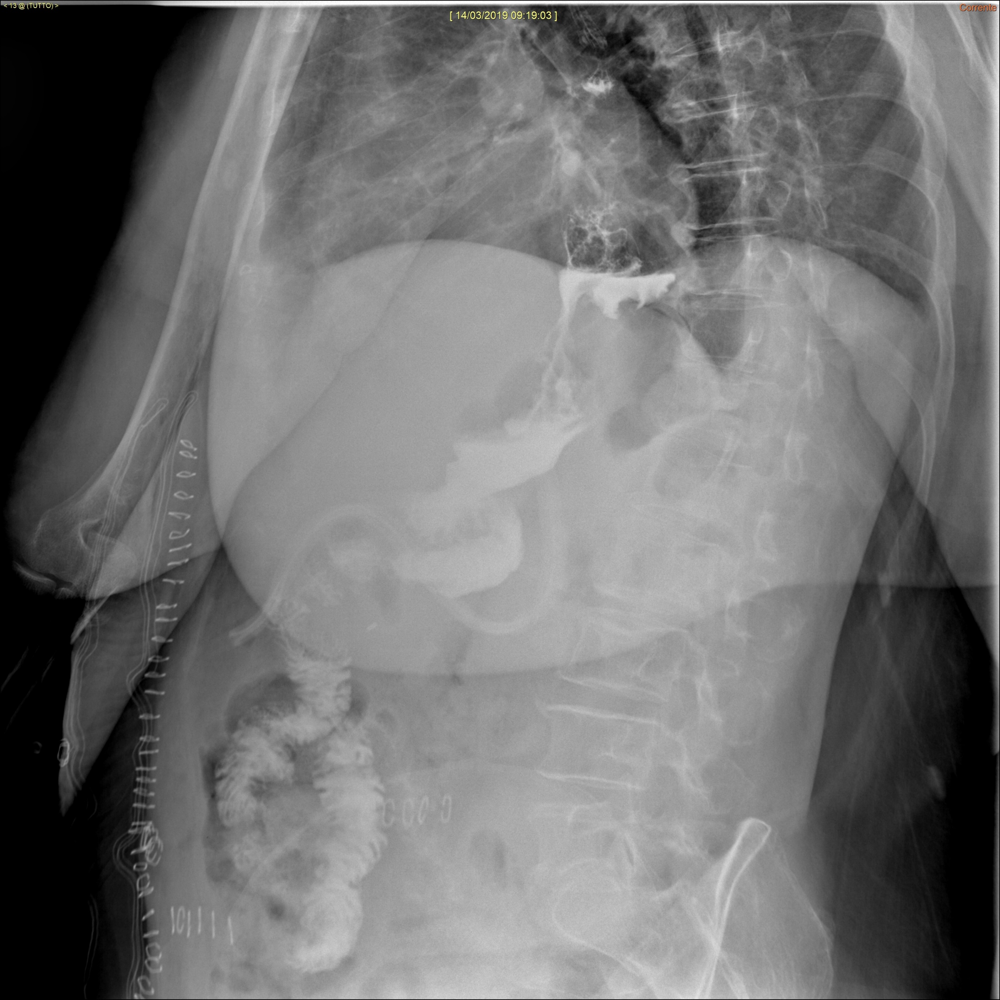 < 13 @ (TUTTO) >
[ 14/03/2019 09:19:03 ]
Corrente